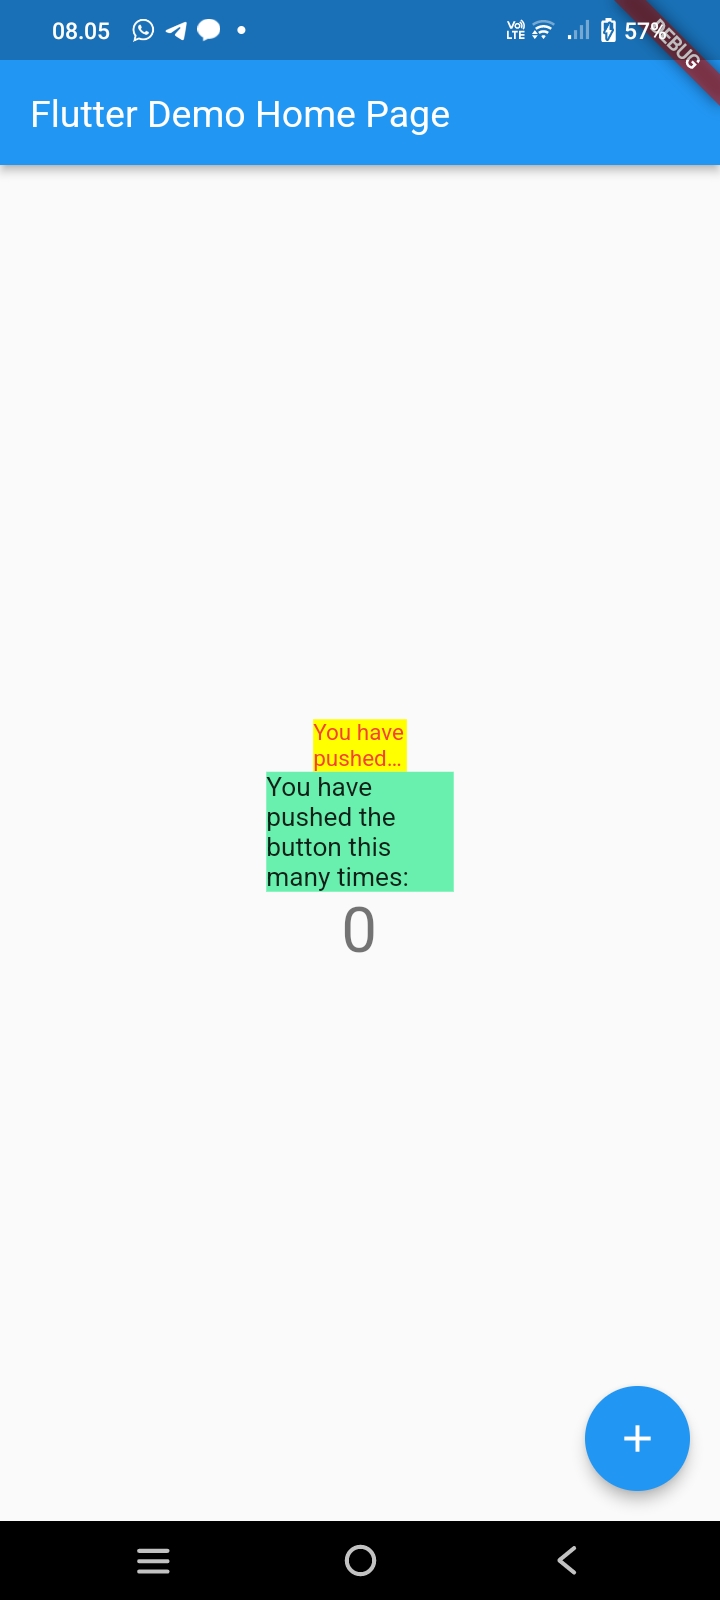 08.05
Vo))
LTE
57%
DEBUG
Flutter Demo Home Page
You have
pushed…
You have
pushed the
button this
many times:
0
+